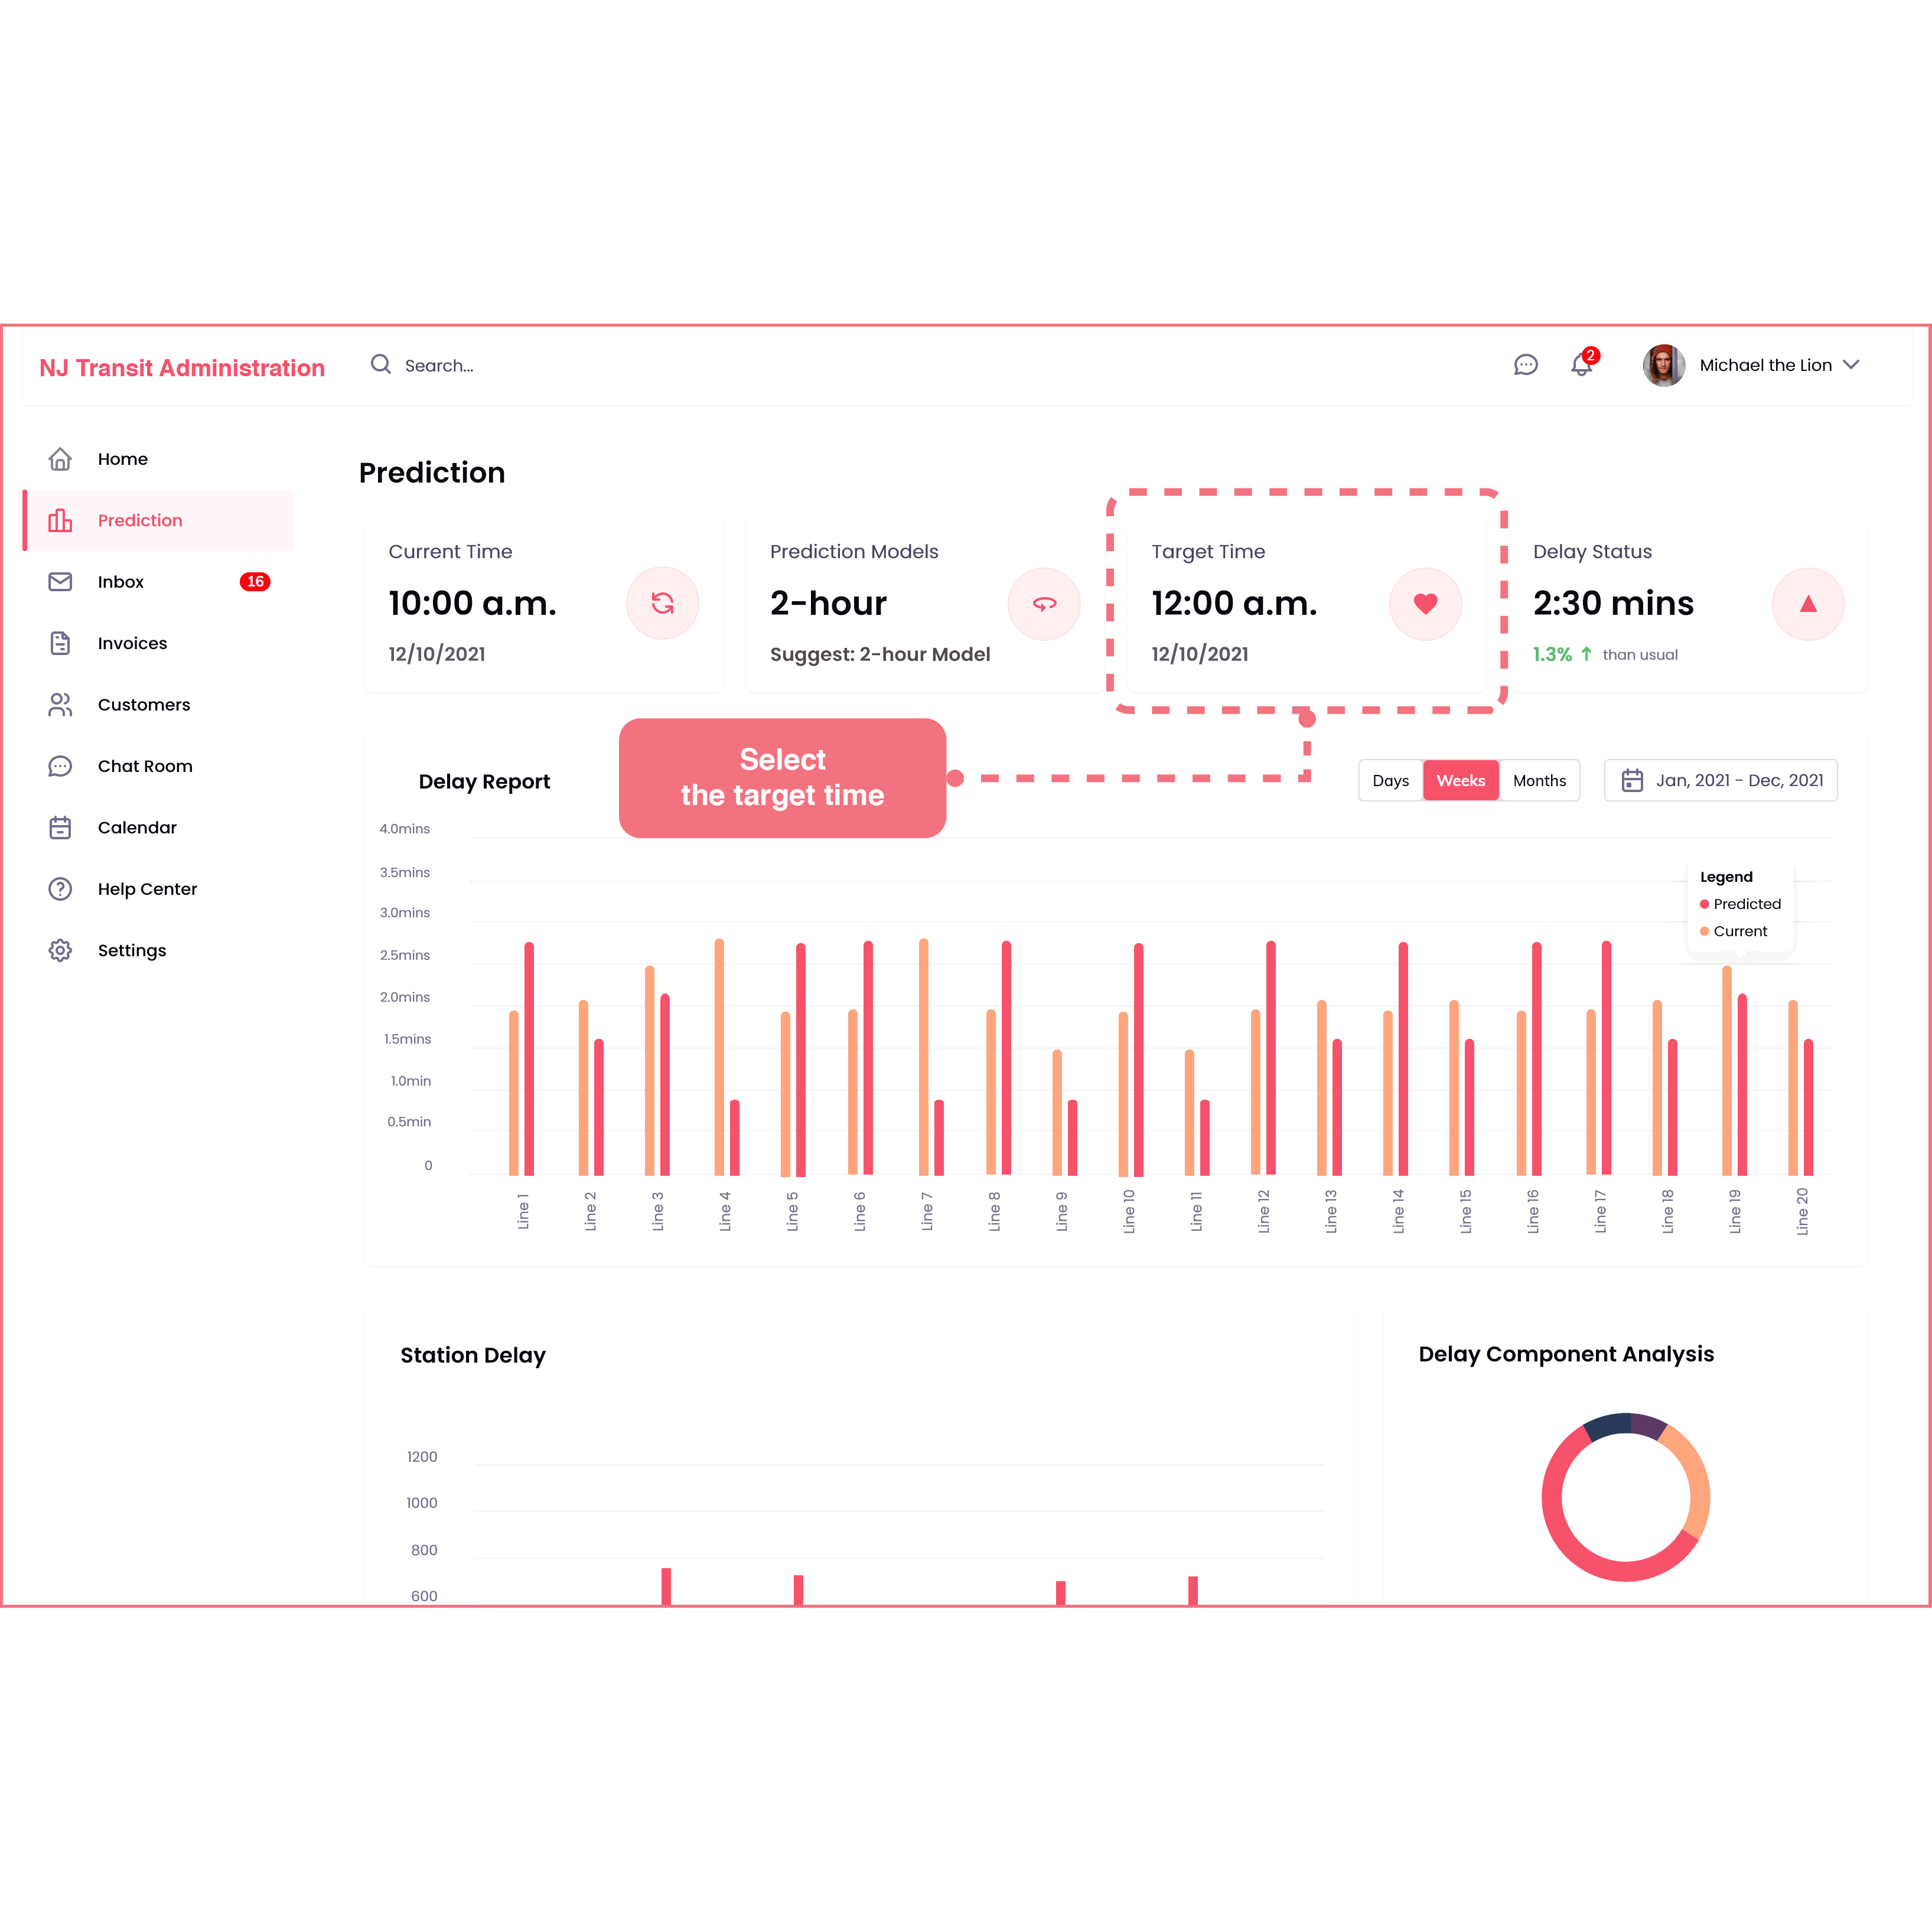 NJ Transit Administration
Search...
2
Michael the Lion
Home
Prediction
Inbox
16
Invoices
Customers
Chat Room
Calendar
Help Center
Settings
Prediction
Current Time
10:00 a.m.
12/10/2021
Prediction Models
2-hour
Suggest: 2-hour Model
Target Time
12:00 a.m.
12/10/2021
Delay Status
2:30 mins
1.3% ↑ than usual
Select
the target time
Delay Report
Days
Weeks
Months
Jan, 2021 - Dec, 2021
4.0mins
3.5mins
3.0mins
2.5mins
2.0mins
1.5mins
1.0min
0.5min
0
Legend
Predicted
Current
Line 1
Line 2
Line 3
Line 4
Line 5
Line 6
Line 7
Line 8
Line 9
Line 10
Line 11
Line 12
Line 13
Line 14
Line 15
Line 16
Line 17
Line 18
Line 19
Line 20
Station Delay
1200
1000
800
600
Delay Component Analysis